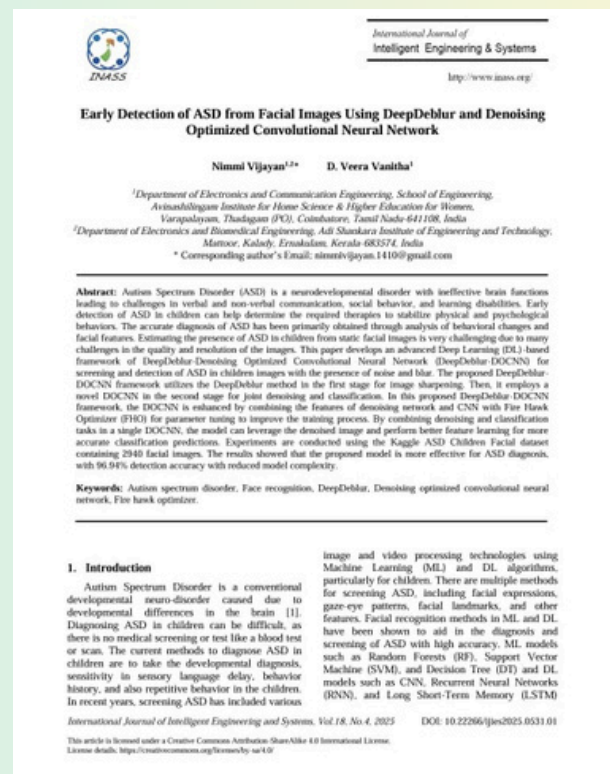 INASS
International Journal of
Intelligent Engineering & Systems
http://www.inass.org/
Early Detection of ASD from Facial Images Using DeepDeblur and Denoising
Optimized Convolutional Neural Network
Nimmi Vijayan1,2* D. Veera Vanitha1
1Department of Electronics and Communication Engineering, School of Engineering,
Avinashilingam Institute for Home Science & Higher Education for Women,
Varapalayam, Thadagam (PO), Coimbatore, Tamil Nadu-641108, India
2Department of Electronics and Biomedical Engineering, Adi Shankara Institute of Engineering and Technology,
Mattoor, Kalady, Ernakulam, Kerala-683574, India
* Corresponding author's Email: nimmivijayan.1410@gmail.com
Abstract: Autism Spectrum Disorder (ASD) is a neurodevelopmental disorder with ineffective brain functions
leading to challenges in verbal and non-verbal communication, social behavior, and learning disabilities. Early
detection of ASD in children can help determine the required therapies to stabilize physical and psychological
behaviors. The accurate diagnosis of ASD has been primarily obtained through analysis of behavioral changes and
facial features. Estimating the presence of ASD in children from static facial images is very challenging due to many
challenges in the quality and resolution of the images. This paper develops an advanced Deep Learning (DL)-based
framework of DeepDeblur-Denoising Optimized Convolutional Neural Network (DeepDeblur-DOCNN) for
screening and detection of ASD in children images with the presence of noise and blur. The proposed DeepDeblur-
DOCNN framework utilizes the DeepDeblur method in the first stage for image sharpening. Then, it employs a
novel DOCNN in the second stage for joint denoising and classification. In this proposed DeepDeblur-DOCNN
framework, the DOCNN is enhanced by combining the features of denoising network and CNN with Fire Hawk
Optimizer (FHO) for parameter tuning to improve the training process. By combining denoising and classification
tasks in a single DOCNN, the model can leverage the denoised image and perform better feature learning for more
accurate classification predictions. Experiments are conducted using the Kaggle ASD Children Facial dataset
containing 2940 facial images. The results showed that the proposed model is more effective for ASD diagnosis,
with 96.94% detection accuracy with reduced model complexity.
Keywords: Autism spectrum disorder, Face recognition, DeepDeblur, Denoising optimized convolutional neural
network, Fire hawk optimizer.
1. Introduction
Autism Spectrum Disorder is a conventional
developmental neuro-disorder caused due to
developmental differences in the brain [1].
Diagnosing ASD in children can be difficult, as
there is no medical screening or test like a blood test
or scan. The current methods to diagnose ASD in
children are to take the developmental diagnosis,
sensitivity in sensory language delay, behavior
history, and also repetitive behavior in the children.
In recent years, screening ASD has included various
image and video processing technologies using
Machine Learning (ML) and DL algorithms,
particularly for children. There are multiple methods
for screening ASD, including facial expressions,
gaze-eye patterns, facial landmarks, and other
features. Facial recognition methods in ML and DL
have been shown to aid in the diagnosis and
screening of ASD with high accuracy. ML models
such as Random Forests (RF), Support Vector
Machine (SVM), and Decision Tree (DT) and DL
models such as CNN, Recurrent Neural Networks
(RNN), and Long Short-Term Memory (LSTM)
International Journal of Intelligent Engineering and Systems, Vol.18, No.4, 2025 DOI: 10.22266/ijies2025.0531.01
This article is licensed under a Creative Commons Attribution-ShareAlike 4.0 International License.
License details: https://creativecommons.org/licenses/by-sa/4.0/